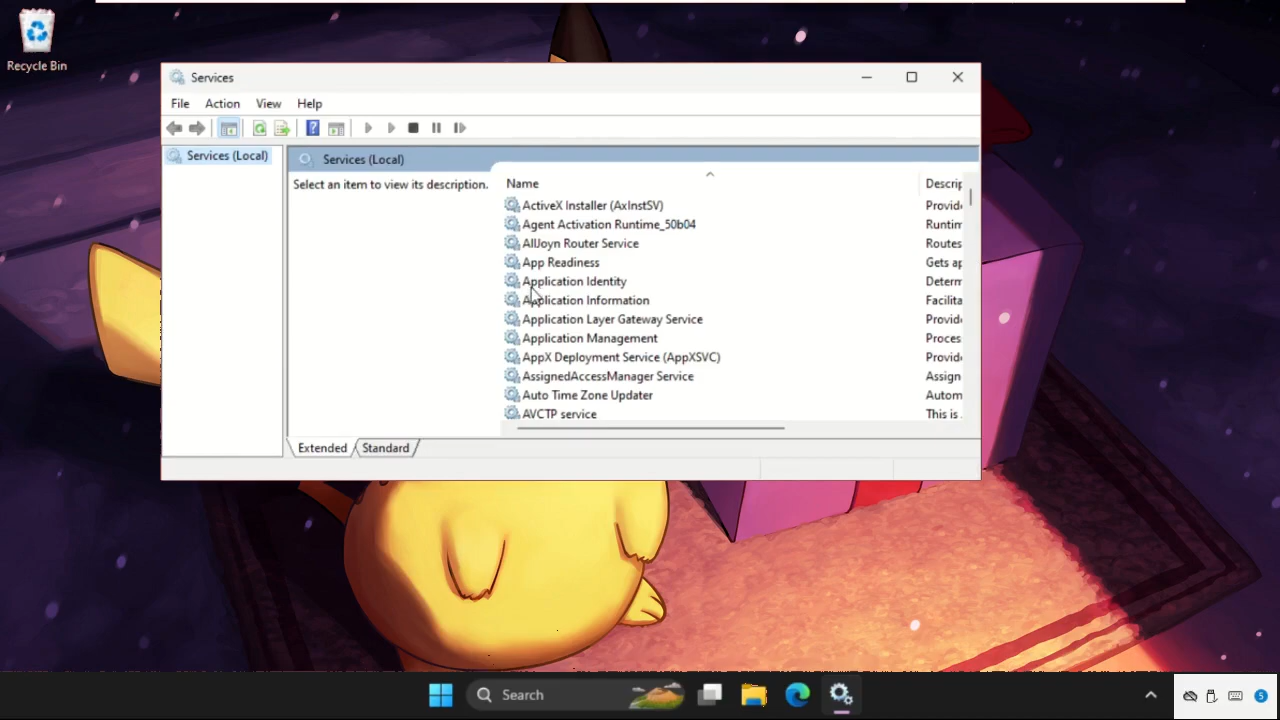 Recycle Bin
Services
File Action View Help
Services (Local)
Services (Local)
Select an item to view its description.
Name Descrip
ActiveX Installer (AxInstSV) Provid
Agent Activation Runtime_50b04 Runtim
AllJoyn Router Service Routes
App Readiness Gets ap
Application Identity Determ
Application Information Facilita
Application Layer Gateway Service Provid
Application Management Proces
AppX Deployment Service (AppXSVC) Provid
AssignedAccessManager Service Assign
Auto Time Zone Updater Autom
AVCTP service This is
Extended Standard
Search
5